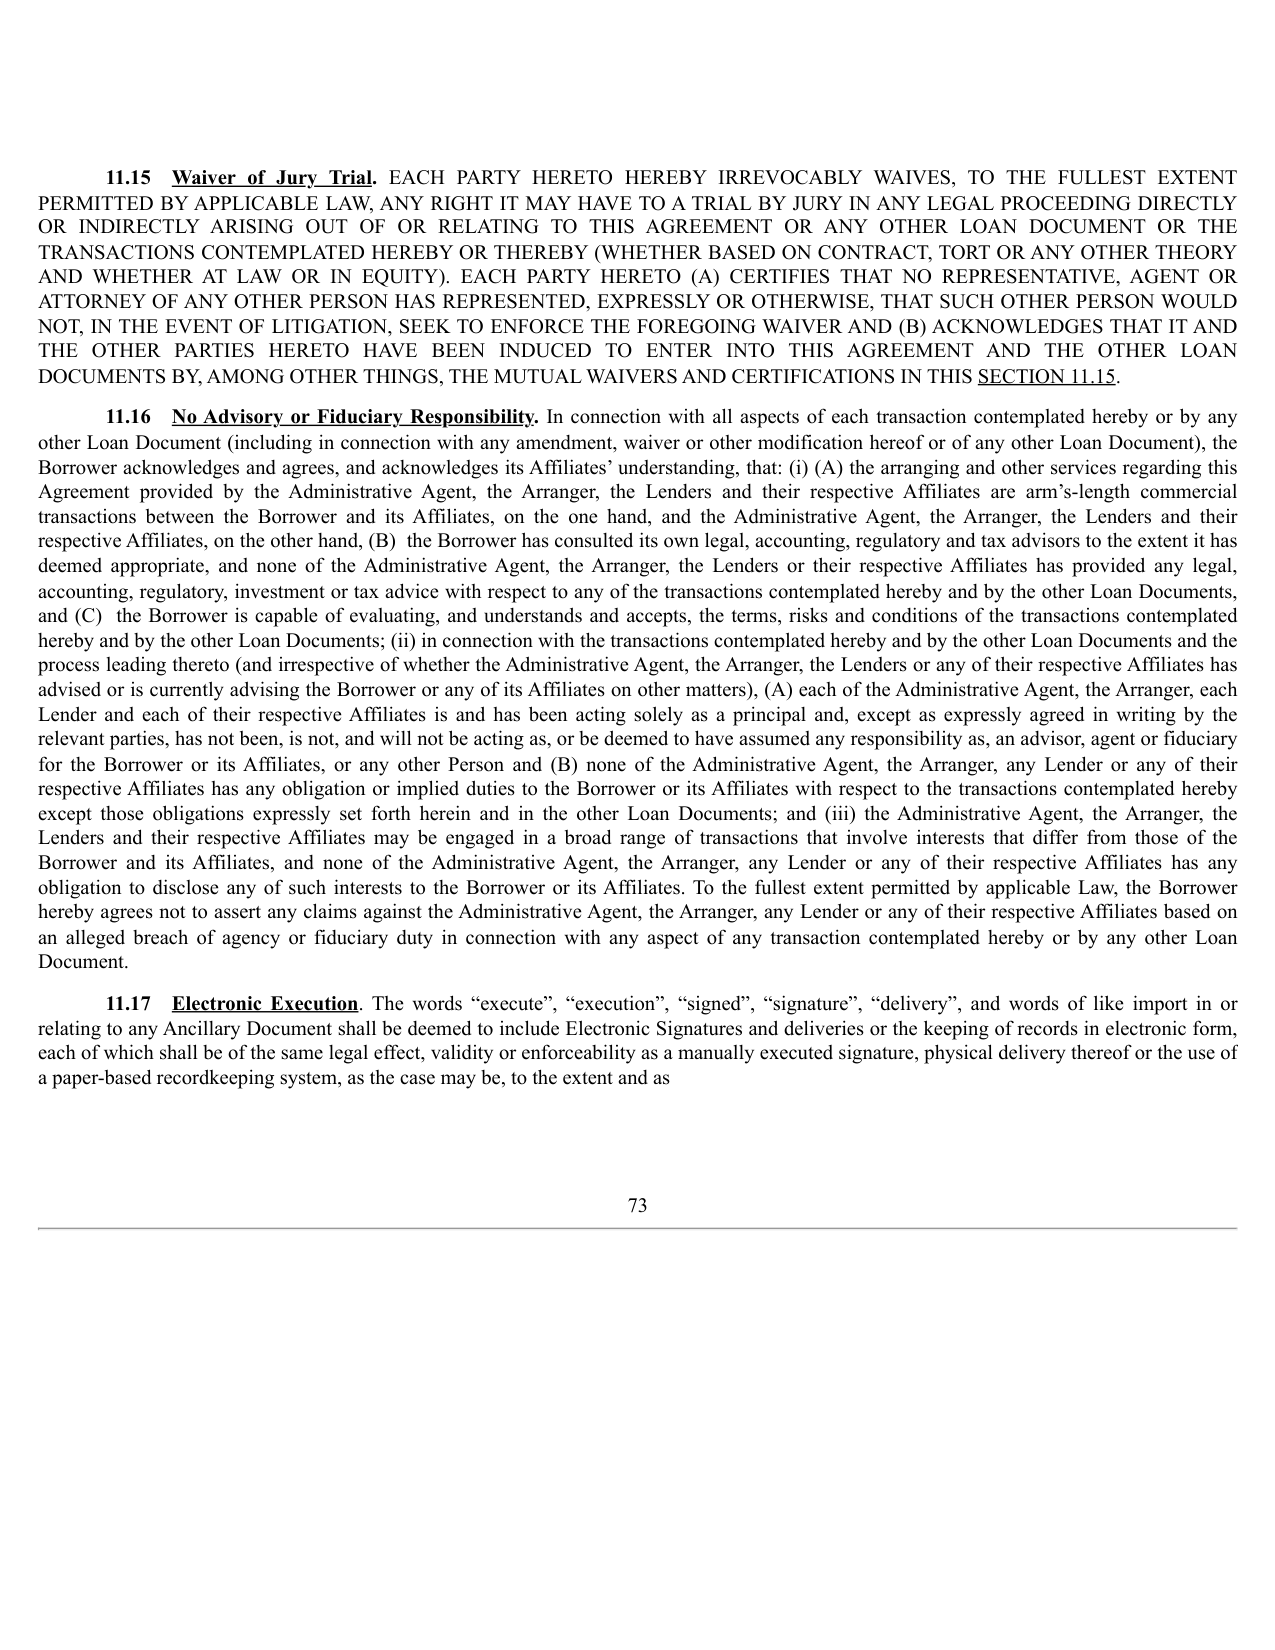 11.15 Waiver of Jury Trial. EACH PARTY HERETO HEREBY IRREVOCABLY WAIVES, TO THE FULLEST EXTENT
PERMITTED BY APPLICABLE LAW, ANY RIGHT IT MAY HAVE TO A TRIAL BY JURY IN ANY LEGAL PROCEEDING DIRECTLY
OR INDIRECTLY ARISING OUT OF OR RELATING TO THIS AGREEMENT OR ANY OTHER LOAN DOCUMENT OR THE
TRANSACTIONS CONTEMPLATED HEREBY OR THEREBY (WHETHER BASED ON CONTRACT, TORT OR ANY OTHER THEORY
AND WHETHER AT LAW OR IN EQUITY). EACH PARTY HERETO (A) CERTIFIES THAT NO REPRESENTATIVE, AGENT OR
ATTORNEY OF ANY OTHER PERSON HAS REPRESENTED, EXPRESSLY OR OTHERWISE, THAT SUCH OTHER PERSON WOULD
NOT, IN THE EVENT OF LITIGATION, SEEK TO ENFORCE THE FOREGOING WAIVER AND (B) ACKNOWLEDGES THAT IT AND
THE OTHER PARTIES HERETO HAVE BEEN INDUCED TO ENTER INTO THIS AGREEMENT AND THE OTHER LOAN
DOCUMENTS BY, AMONG OTHER THINGS, THE MUTUAL WAIVERS AND CERTIFICATIONS IN THIS SECTION 11.15.
11.16 No Advisory or Fiduciary Responsibility. In connection with all aspects of each transaction contemplated hereby or by any
other Loan Document (including in connection with any amendment, waiver or other modification hereof or of any other Loan Document), the
Borrower acknowledges and agrees, and acknowledges its Affiliates’ understanding, that: (i) (A) the arranging and other services regarding this
Agreement provided by the Administrative Agent, the Arranger, the Lenders and their respective Affiliates are arm’s-length commercial
transactions between the Borrower and its Affiliates, on the one hand, and the Administrative Agent, the Arranger, the Lenders and their
respective Affiliates, on the other hand, (B) the Borrower has consulted its own legal, accounting, regulatory and tax advisors to the extent it has
deemed appropriate, and none of the Administrative Agent, the Arranger, the Lenders or their respective Affiliates has provided any legal,
accounting, regulatory, investment or tax advice with respect to any of the transactions contemplated hereby and by the other Loan Documents,
and (C) the Borrower is capable of evaluating, and understands and accepts, the terms, risks and conditions of the transactions contemplated
hereby and by the other Loan Documents; (ii) in connection with the transactions contemplated hereby and by the other Loan Documents and the
process leading thereto (and irrespective of whether the Administrative Agent, the Arranger, the Lenders or any of their respective Affiliates has
advised or is currently advising the Borrower or any of its Affiliates on other matters), (A) each of the Administrative Agent, the Arranger, each
Lender and each of their respective Affiliates is and has been acting solely as a principal and, except as expressly agreed in writing by the
relevant parties, has not been, is not, and will not be acting as, or be deemed to have assumed any responsibility as, an advisor, agent or fiduciary
for the Borrower or its Affiliates, or any other Person and (B) none of the Administrative Agent, the Arranger, any Lender or any of their
respective Affiliates has any obligation or implied duties to the Borrower or its Affiliates with respect to the transactions contemplated hereby
except those obligations expressly set forth herein and in the other Loan Documents; and (iii) the Administrative Agent, the Arranger, the
Lenders and their respective Affiliates may be engaged in a broad range of transactions that involve interests that differ from those of the
Borrower and its Affiliates, and none of the Administrative Agent, the Arranger, any Lender or any of their respective Affiliates has any
obligation to disclose any of such interests to the Borrower or its Affiliates. To the fullest extent permitted by applicable Law, the Borrower
hereby agrees not to assert any claims against the Administrative Agent, the Arranger, any Lender or any of their respective Affiliates based on
an alleged breach of agency or fiduciary duty in connection with any aspect of any transaction contemplated hereby or by any other Loan
Document.
11.17 Electronic Execution. The words “execute”, “execution”, “signed”, “signature”, “delivery”, and words of like import in or
relating to any Ancillary Document shall be deemed to include Electronic Signatures and deliveries or the keeping of records in electronic form,
each of which shall be of the same legal effect, validity or enforceability as a manually executed signature, physical delivery thereof or the use of
a paper-based recordkeeping system, as the case may be, to the extent and as
73